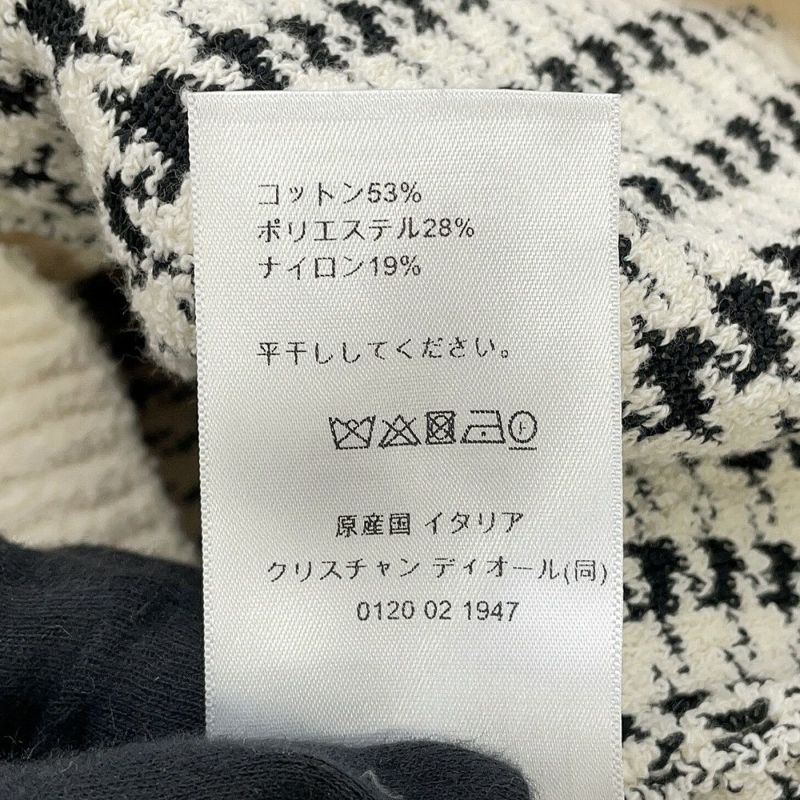 コットン53%
ポリエステル28%
ナイロン19%
平干ししてください。
F
原産国 イタリア
クリスチャン ディオール(同)
0120 02 1947